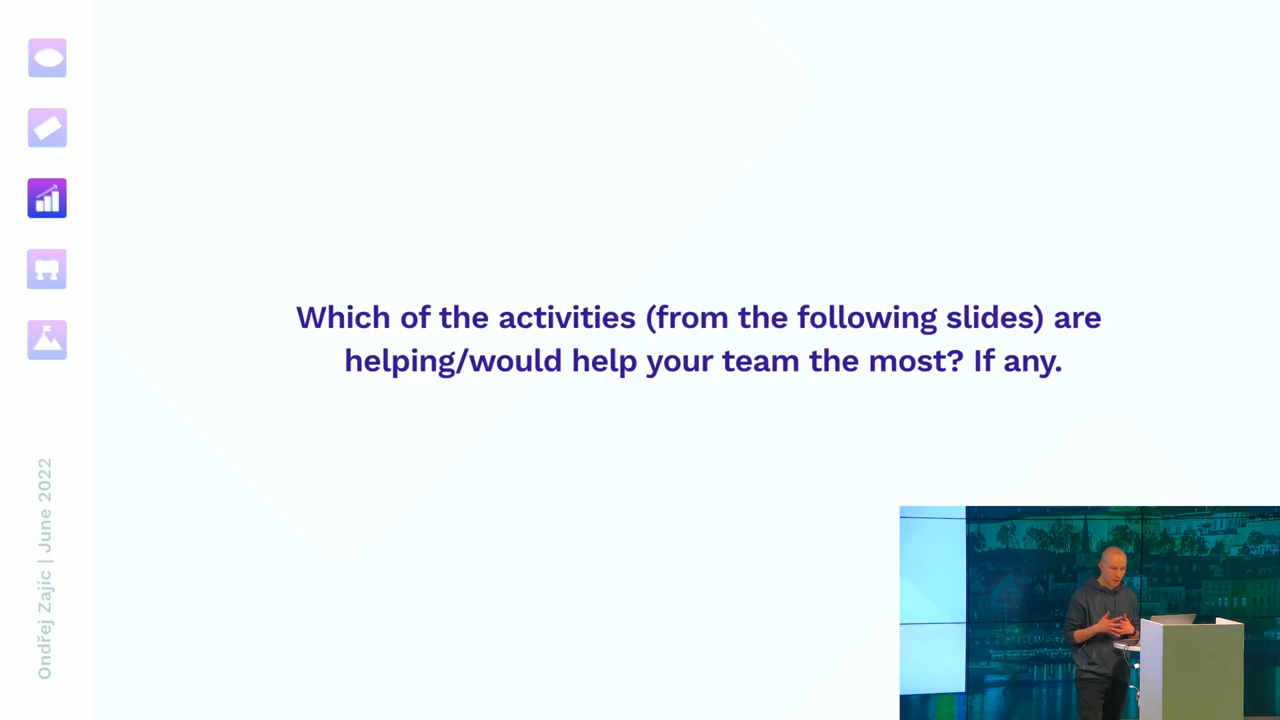 Which of the activities (from the following slides) are
helping/would help your team the most? If any.
Ondřej Zajíc | June 2022